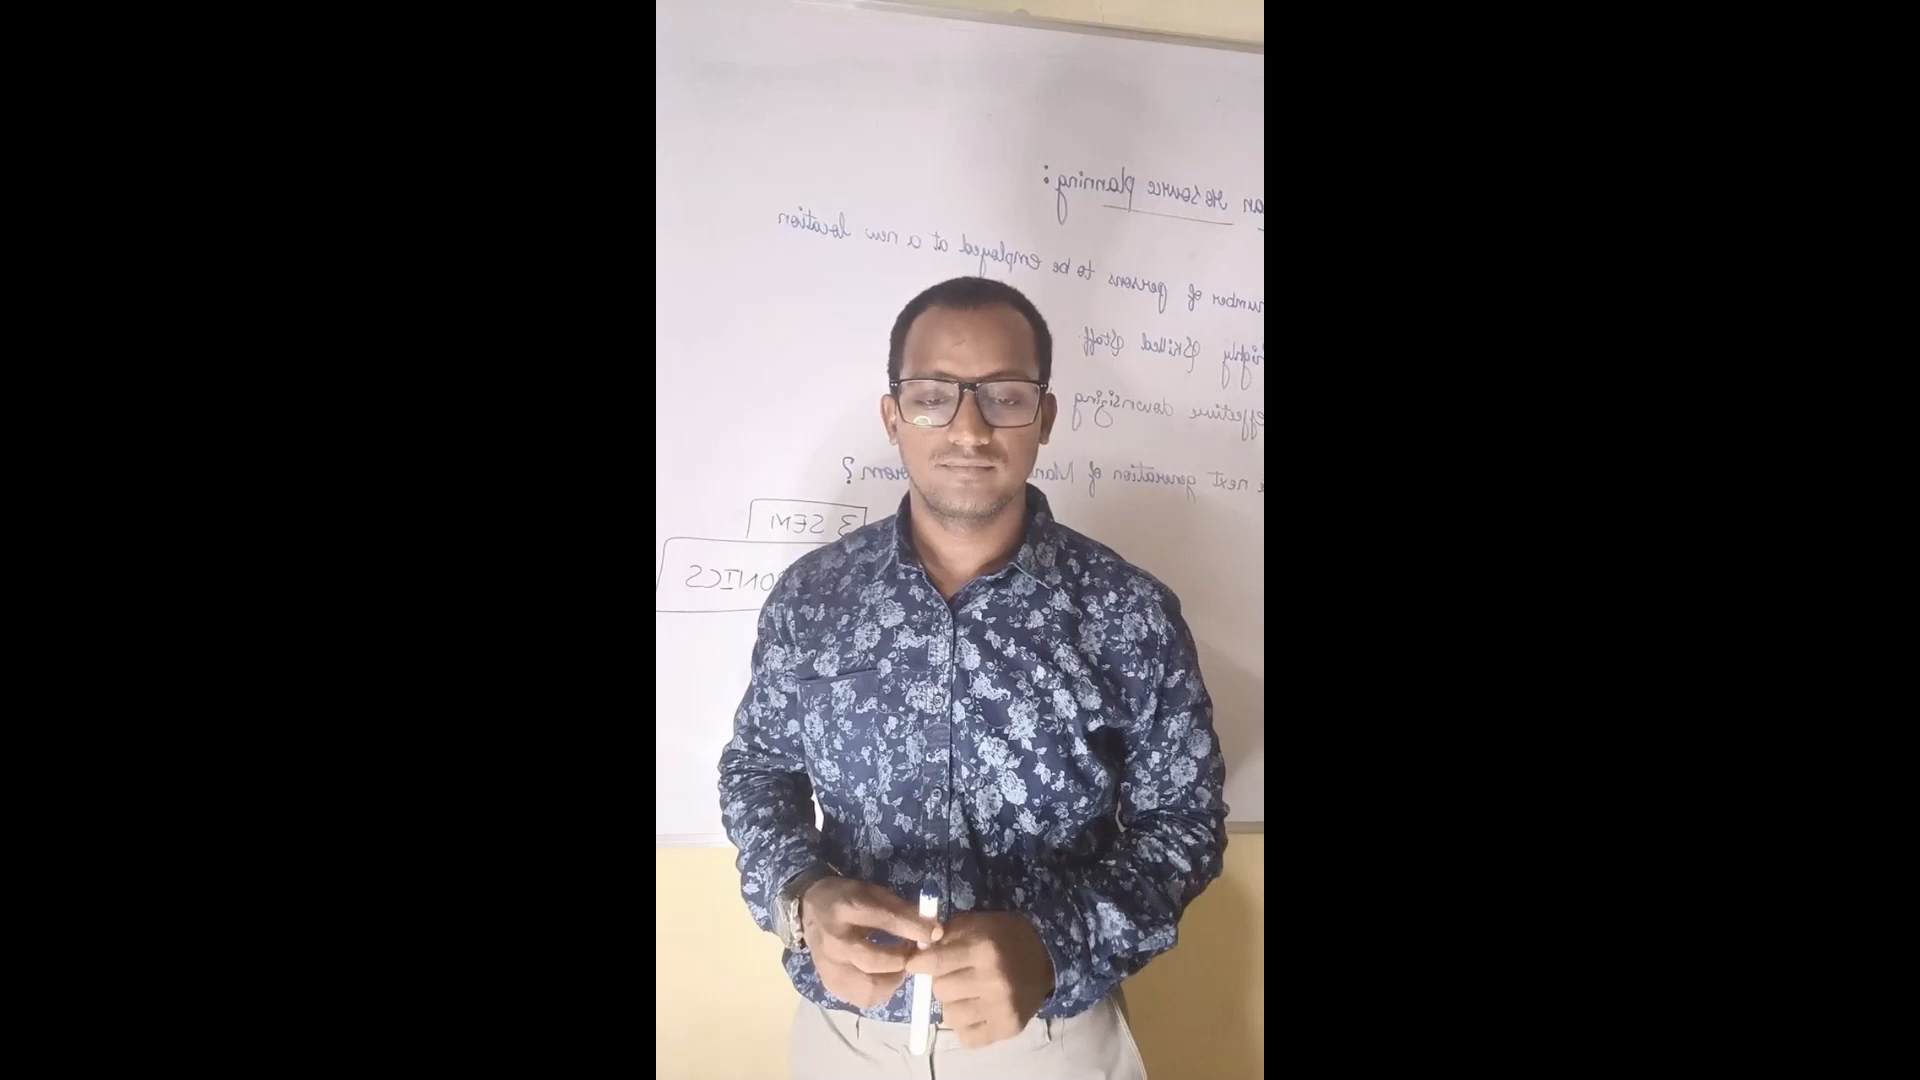 an resource planning:
number of persons to be employed at a new location
highly skilled staff
effective downsizing
next generation of Man
3 SEM
ONICS